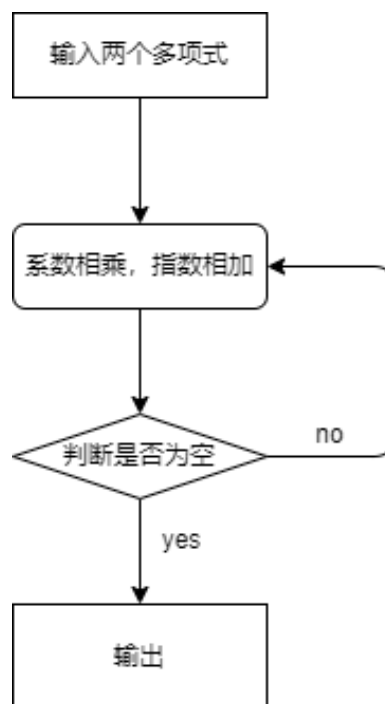 输入两个多项式
系数相乘，指数相加
判断是否为空
no
yes
输出